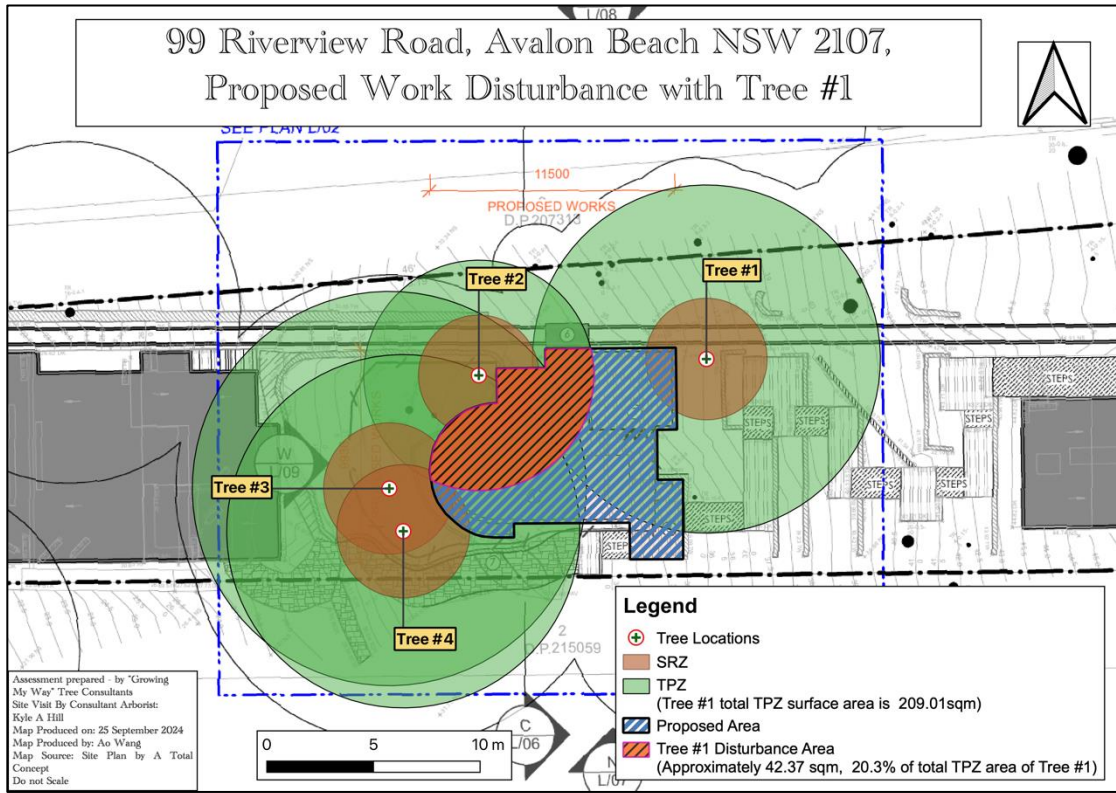 L/08
99 Riverview Road, Avalon Beach NSW 2107,
Proposed Work Disturbance with Tree #1
SEE PLAN L/02
11500
PROPOSED WORKS
D.P.207313
Tree #1
Tree #2
STEPS
STEPS
STEPS
W
L/09
Tree #3
STEPS
STEPS
STEPS
STEPS
Tree #4
2
D.P.215059
Legend
Tree Locations
SRZ
TPZ
(Tree #1 total TPZ surface area is 209.01sqm)
Proposed Area
Tree #1 Disturbance Area
(Approximately 42.37 sqm, 20.3% of total TPZ area of Tree #1)
Assessment prepared - by "Growing
My Way" Tree Consultants
Site Visit By Consultant Arborist:
Kyle A Hill
Map Produced on: 25 September 2024
Map Produced by: Ao Wang
Map Source: Site Plan by A Total
Concept
Do not Scale
0 5 10 m
C
L/06
N
L/07